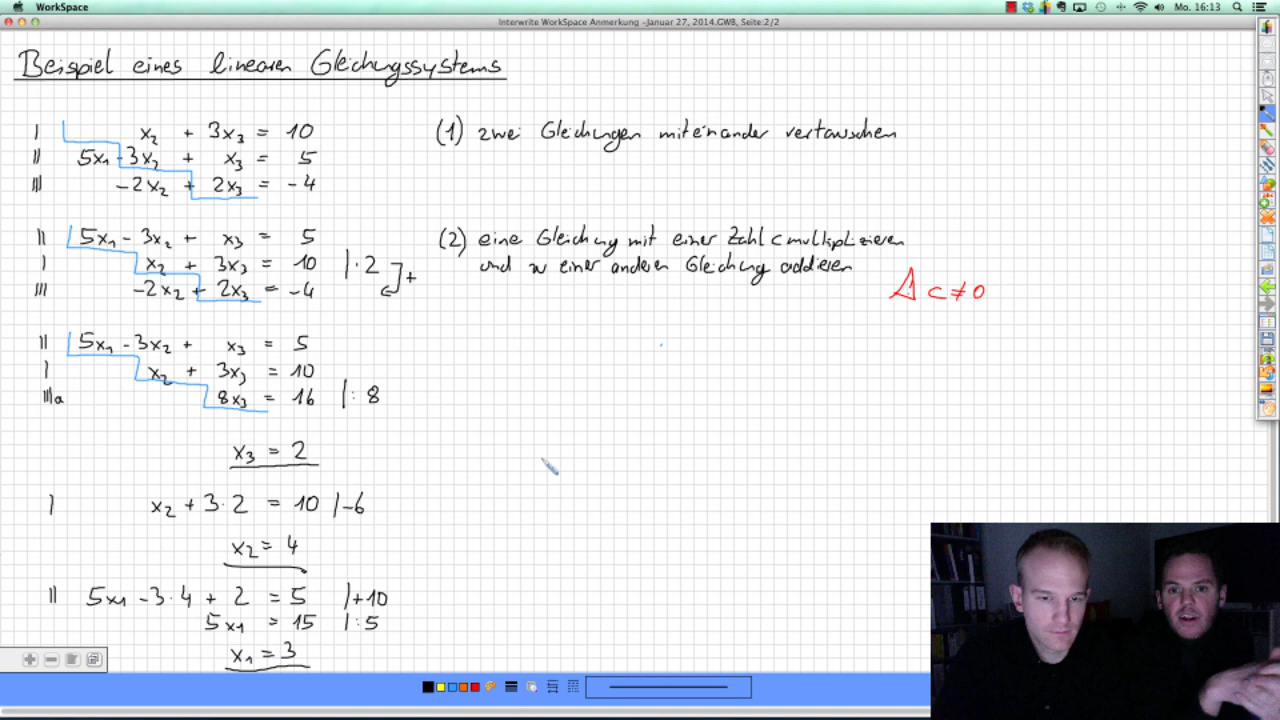 WorkSpace
Mo. 16:13
Interwrite WorkSpace Anmerkung -Januar 27, 2014.GWB, Seite:2/2
Beispiel eines linearen Gleichungssystems
I x₂ + 3x₃ = 10
II 5x₁ - 3x₂ + x₃ = 5
III -2x₂ + 2x₃ = -4
(1) zwei Gleichungen miteinander vertauschen
II 5x₁ - 3x₂ + x₃ = 5
I x₂ + 3x₃ = 10 |·2
III -2x₂ + 2x₃ = -4
+
(2) eine Gleichung mit einer Zahl c multiplizieren
und zu einer anderen Gleichung addieren
c ≠ 0
II 5x₁ - 3x₂ + x₃ = 5
I x₂ + 3x₃ = 10
IIIa 8x₃ = 16 |: 8
x₃ = 2
I x₂ + 3·2 = 10 |-6
x₂ = 4
II 5x₁ - 3·4 + 2 = 5 |+10
5x₁ = 15 |:5
x₁ = 3